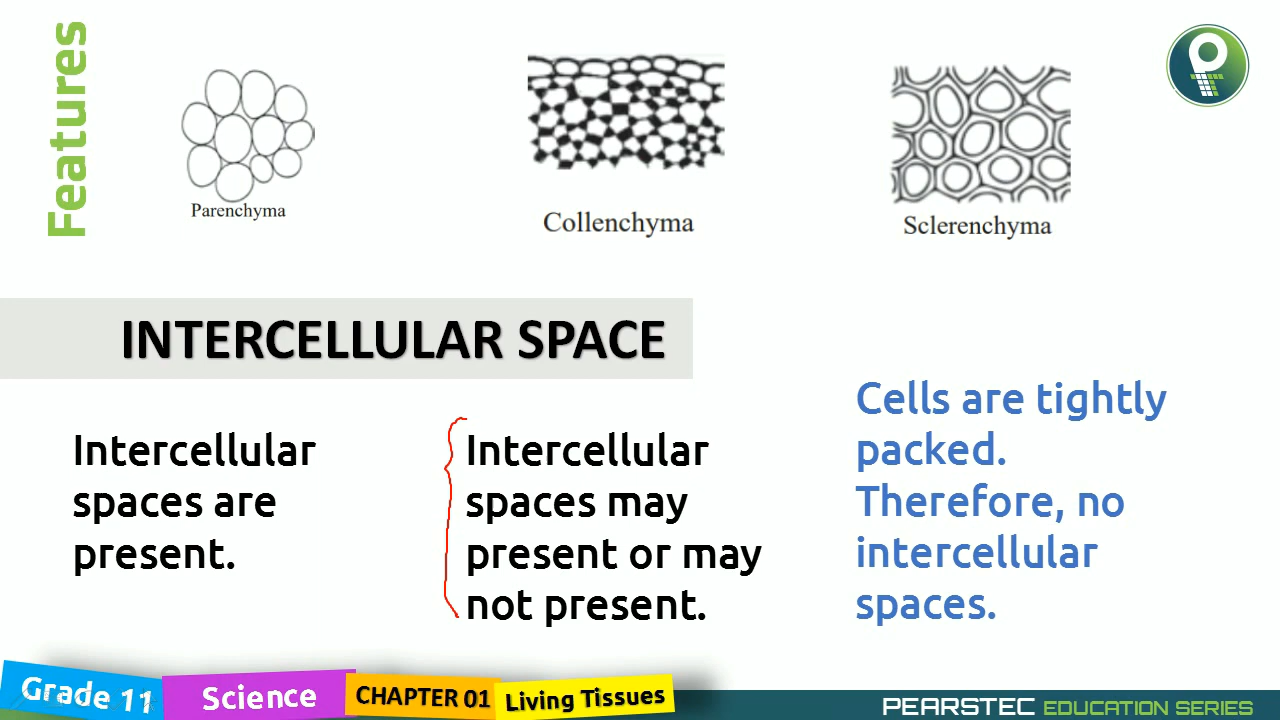 Features
Parenchyma
Collenchyma
Sclerenchyma
INTERCELLULAR SPACE
Intercellular
spaces are
present.
Intercellular
spaces may
present or may
not present.
Cells are tightly
packed.
Therefore, no
intercellular
spaces.
Grade 11
Science
CHAPTER 01
Living Tissues
PEARSTEC EDUCATION SERIES